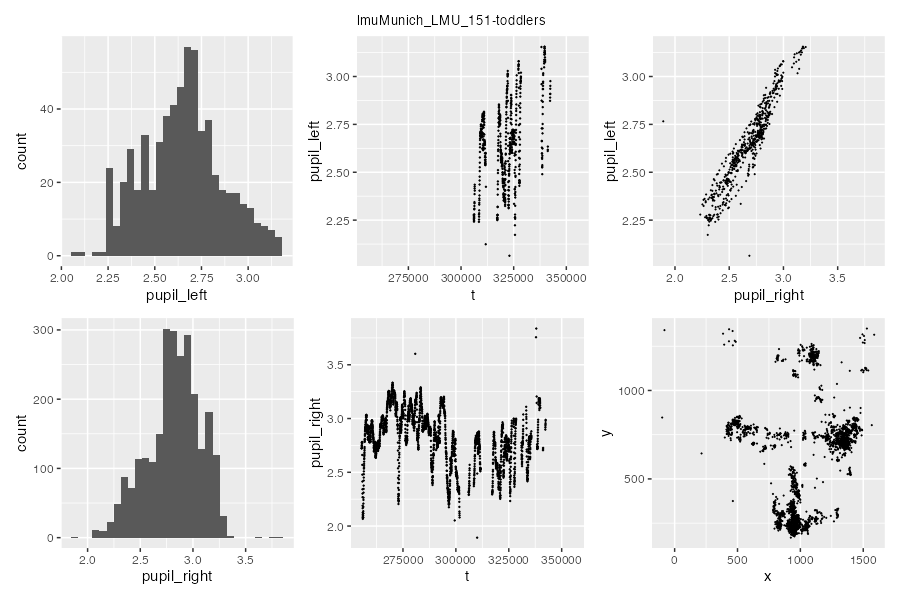 lmuMunich_LMU_151-toddlers
count
40
20
0
2.00 2.25 2.50 2.75 3.00
pupil_left
pupil_left
3.00
2.75
2.50
2.25
275000 300000 325000 350000
t
pupil_left
3.00
2.75
2.50
2.25
2.0 2.5 3.0 3.5
pupil_right
count
300
200
100
0
2.0 2.5 3.0 3.5
pupil_right
pupil_right
3.5
3.0
2.5
2.0
275000 300000 325000 350000
t
y
1000
500
0 500 1000 1500
x